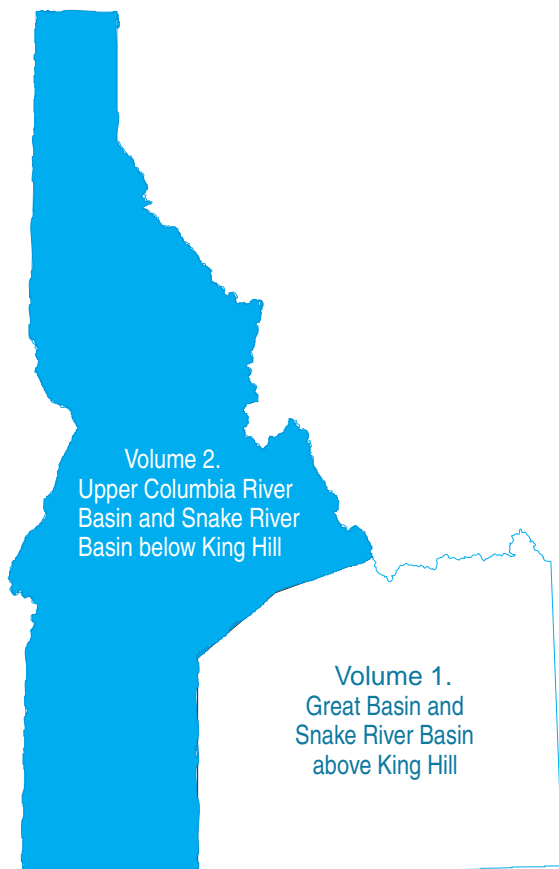 Volume 2.
Upper Columbia River
Basin and Snake River
Basin below King Hill
Volume 1.
Great Basin and
Snake River Basin
above King Hill